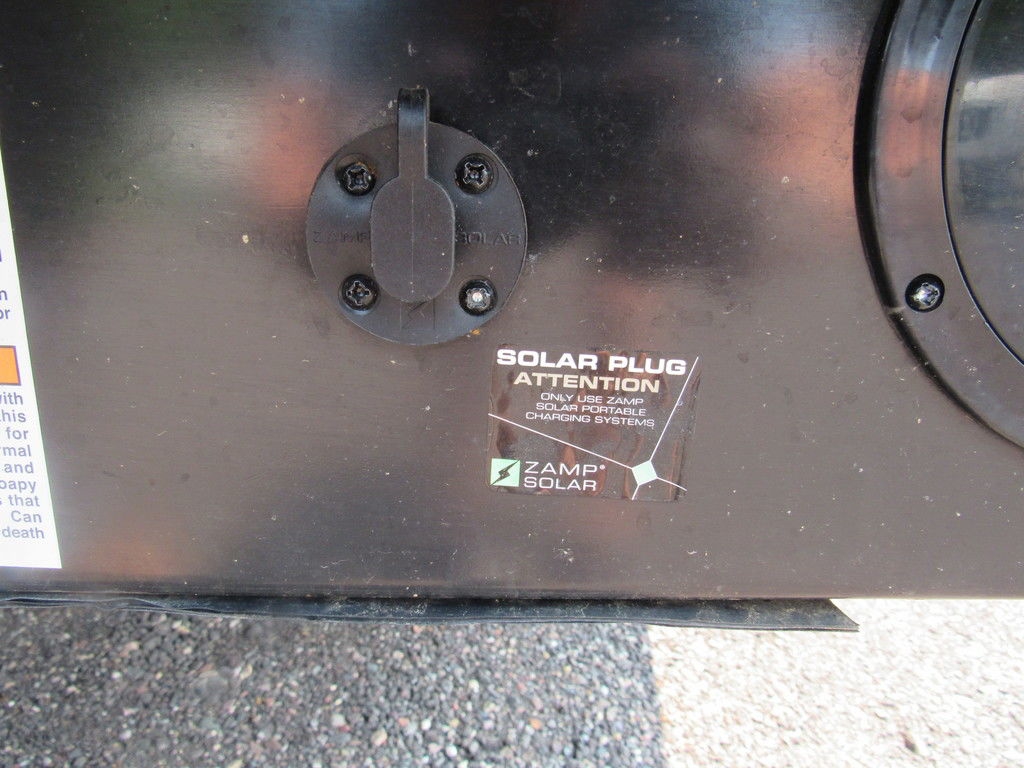 ZAMP SOLAR
SOLAR PLUG
ATTENTION
ONLY USE ZAMP
SOLAR PORTABLE
CHARGING SYSTEMS
ZAMP®
SOLAR
with
this
for
rmal
and
oapy
s that
Can
death